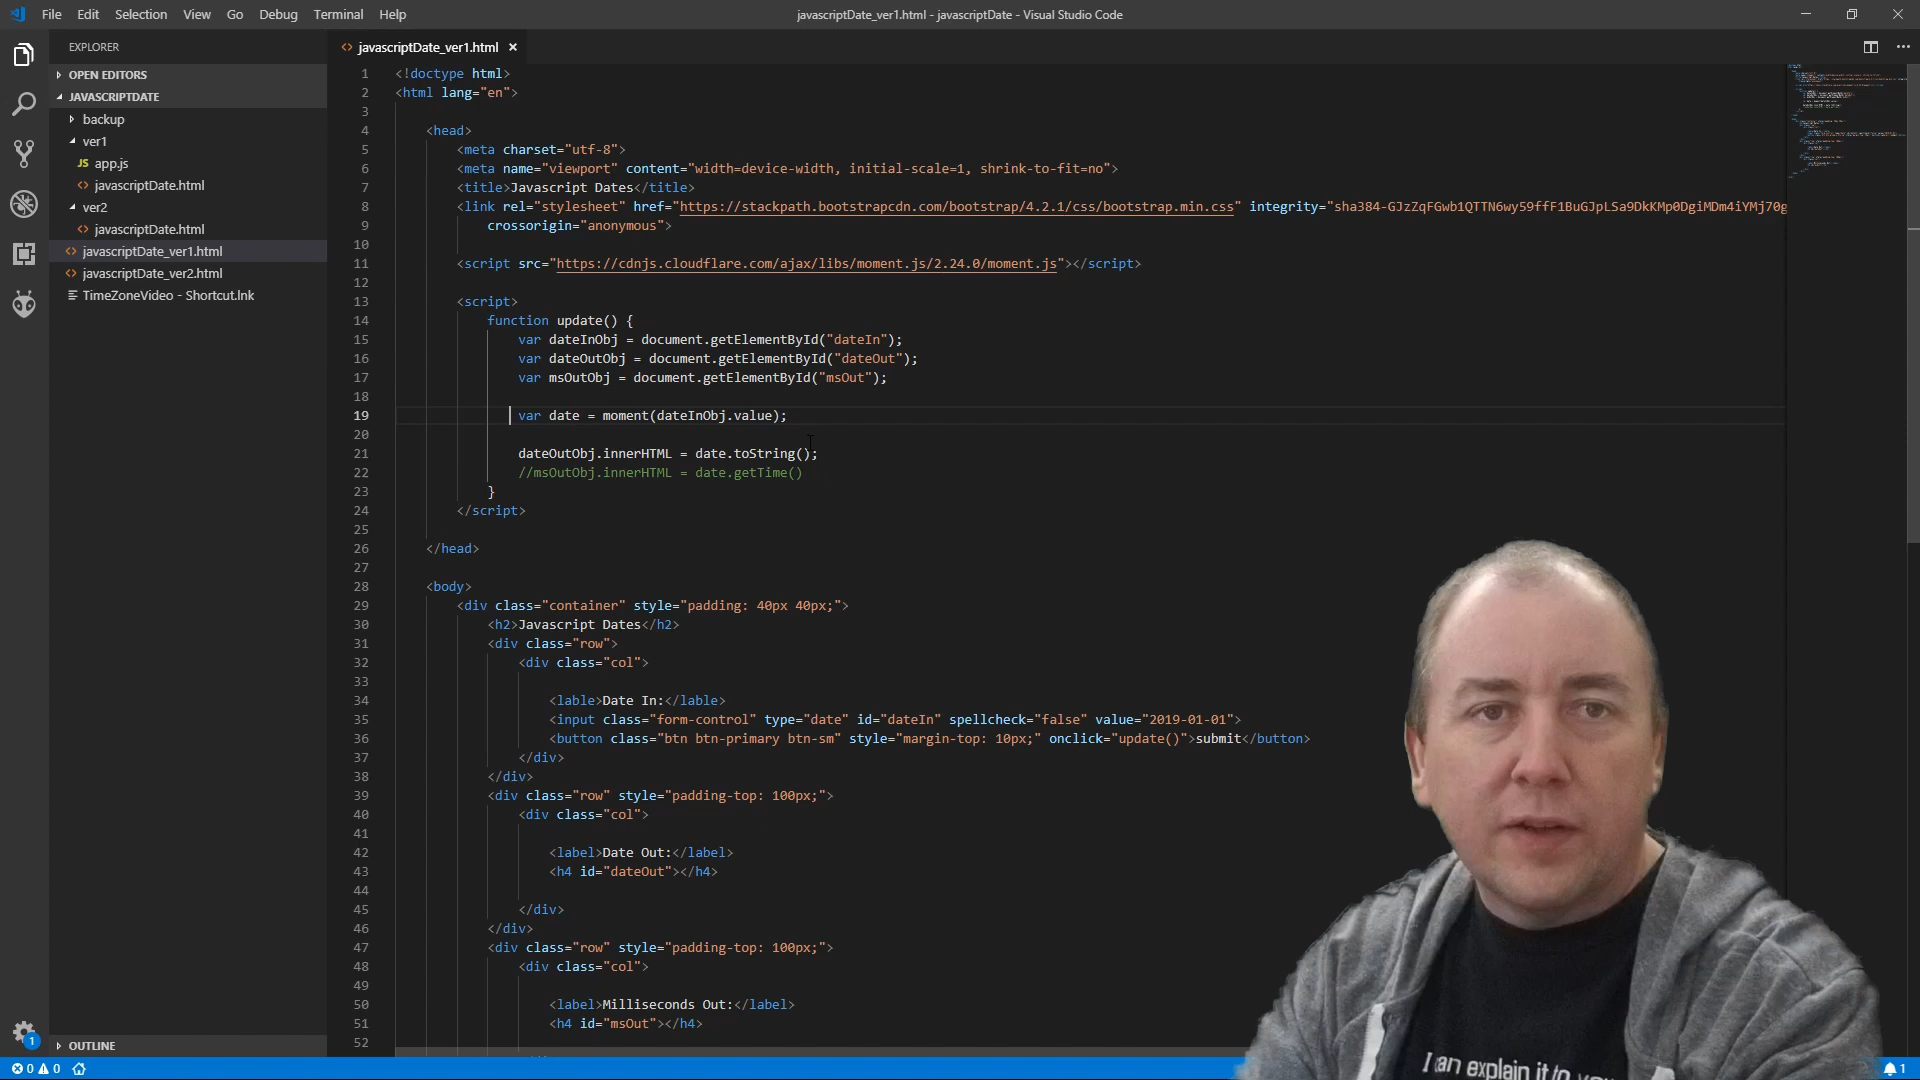 File Edit Selection View Go Debug Terminal Help
javascriptDate_ver1.html - javascriptDate - Visual Studio Code
EXPLORER
OPEN EDITORS
JAVASCRIPTDATE
backup
ver1
JS app.js
<> javascriptDate.html
ver2
<> javascriptDate.html
<> javascriptDate_ver1.html
<> javascriptDate_ver2.html
TimeZoneVideo - Shortcut.lnk
OUTLINE
1
0 0
<> javascriptDate_ver1.html ×
1 <!doctype html>
2 <html lang="en">
3
4 <head>
5 <meta charset="utf-8">
6 <meta name="viewport" content="width=device-width, initial-scale=1, shrink-to-fit=no">
7 <title>Javascript Dates</title>
8 <link rel="stylesheet" href="https://stackpath.bootstrapcdn.com/bootstrap/4.2.1/css/bootstrap.min.css" integrity="sha384-GJzZqFGwb1QTTN6wy59ffF1BuGJpLSa9DkKMp0DgiMDm4iYMj70g
9 crossorigin="anonymous">
10
11 <script src="https://cdnjs.cloudflare.com/ajax/libs/moment.js/2.24.0/moment.js"></script>
12
13 <script>
14 function update() {
15 var dateInObj = document.getElementById("dateIn");
16 var dateOutObj = document.getElementById("dateOut");
17 var msOutObj = document.getElementById("msOut");
18
19 var date = moment(dateInObj.value);
20
21 dateOutObj.innerHTML = date.toString();
22 //msOutObj.innerHTML = date.getTime()
23 }
24 </script>
25
26 </head>
27
28 <body>
29 <div class="container" style="padding: 40px 40px;">
30 <h2>Javascript Dates</h2>
31 <div class="row">
32 <div class="col">
33
34 <lable>Date In:</lable>
35 <input class="form-control" type="date" id="dateIn" spellcheck="false" value="2019-01-01">
36 <button class="btn btn-primary btn-sm" style="margin-top: 10px;" onclick="update()">submit</button>
37 </div>
38 </div>
39 <div class="row" style="padding-top: 100px;">
40 <div class="col">
41
42 <label>Date Out:</label>
43 <h4 id="dateOut"></h4>
44
45 </div>
46 </div>
47 <div class="row" style="padding-top: 100px;">
48 <div class="col">
49
50 <label>Milliseconds Out:</label>
51 <h4 id="msOut"></h4>
52
I can explain it to
1